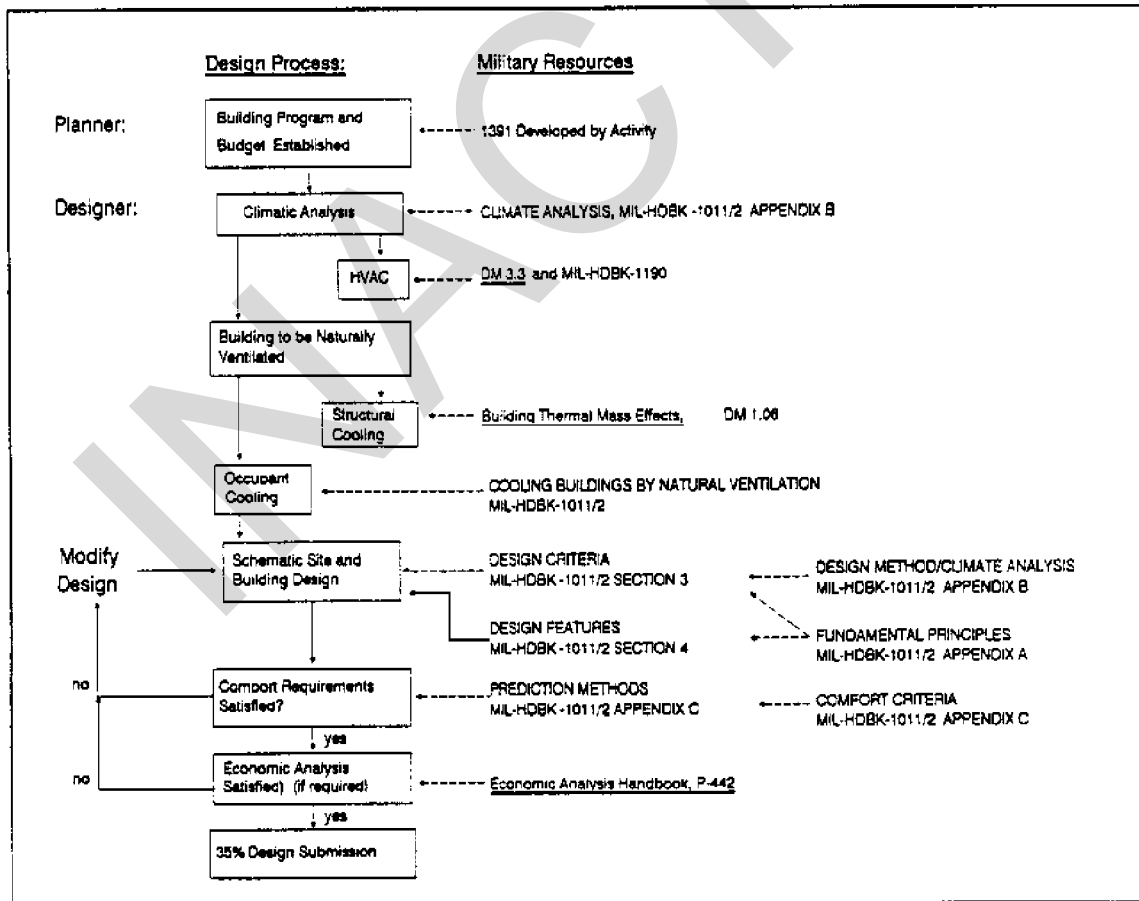 Design Process:
Military Resources
Planner:
Building Program and
Budget Established
1391 Developed by Activity
Designer:
Climatic Analysis
CLIMATE ANALYSIS, MIL-HDBK -1011/2 APPENDIX B
HVAC
DM 3.3 and MIL-HDBK-1190
Building to be Naturally
Ventilated
Structural
Cooling
Building Thermal Mass Effects, DM 1.06
Occupant
Cooling
COOLING BUILDINGS BY NATURAL VENTILATION
MIL-HDBK-1011/2
Modify
Design
Schematic Site and
Building Design
DESIGN CRITERIA
MIL-HDBK -1011/2 SECTION 3
DESIGN METHOD/CLIMATE ANALYSIS
MIL-HDBK-1011/2 APPENDIX B
DESIGN FEATURES
MIL-HDBK -1011/2 SECTION 4
FUNDAMENTAL PRINCIPLES
MIL-HDBK-1011/2 APPENDIX A
no
Comport Requirements
Satisfied?
PREDICTION METHODS
MIL-HDBK -1011/2 APPENDIX C
COMFORT CRITERIA
MIL-HDBK-1011/2 APPENDIX C
yes
no
Economic Analysis
Satisfied) (if required)
Economic Analysis Handbook, P-442
yes
35% Design Submission
INACT